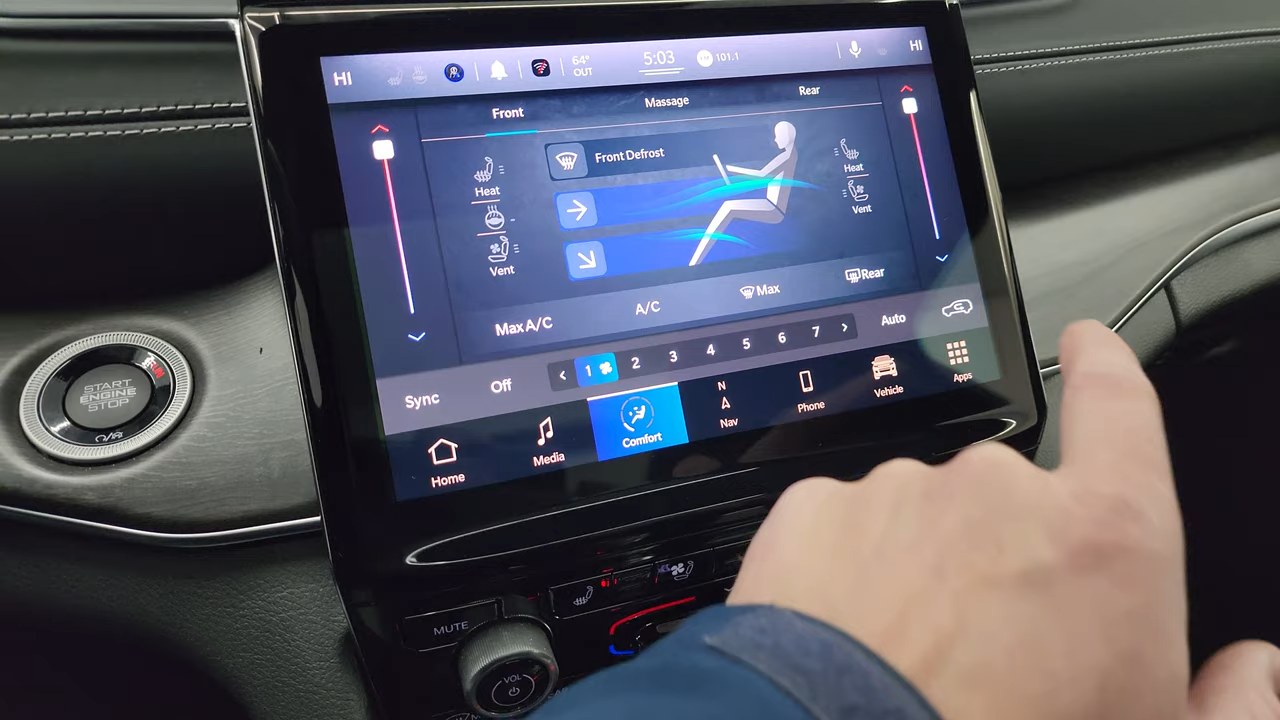 HI
64°
OUT
5:03
101.1
HI
Front
Massage
Rear
Heat
Vent
Front Defrost
Heat
Vent
Max A/C
A/C
Max
Rear
Sync
Off
1
2
3
4
5
6
7
Auto
Home
Media
Comfort
N
Nav
Phone
Vehicle
Apps
START
ENGINE
STOP
RUN
MUTE
VOL